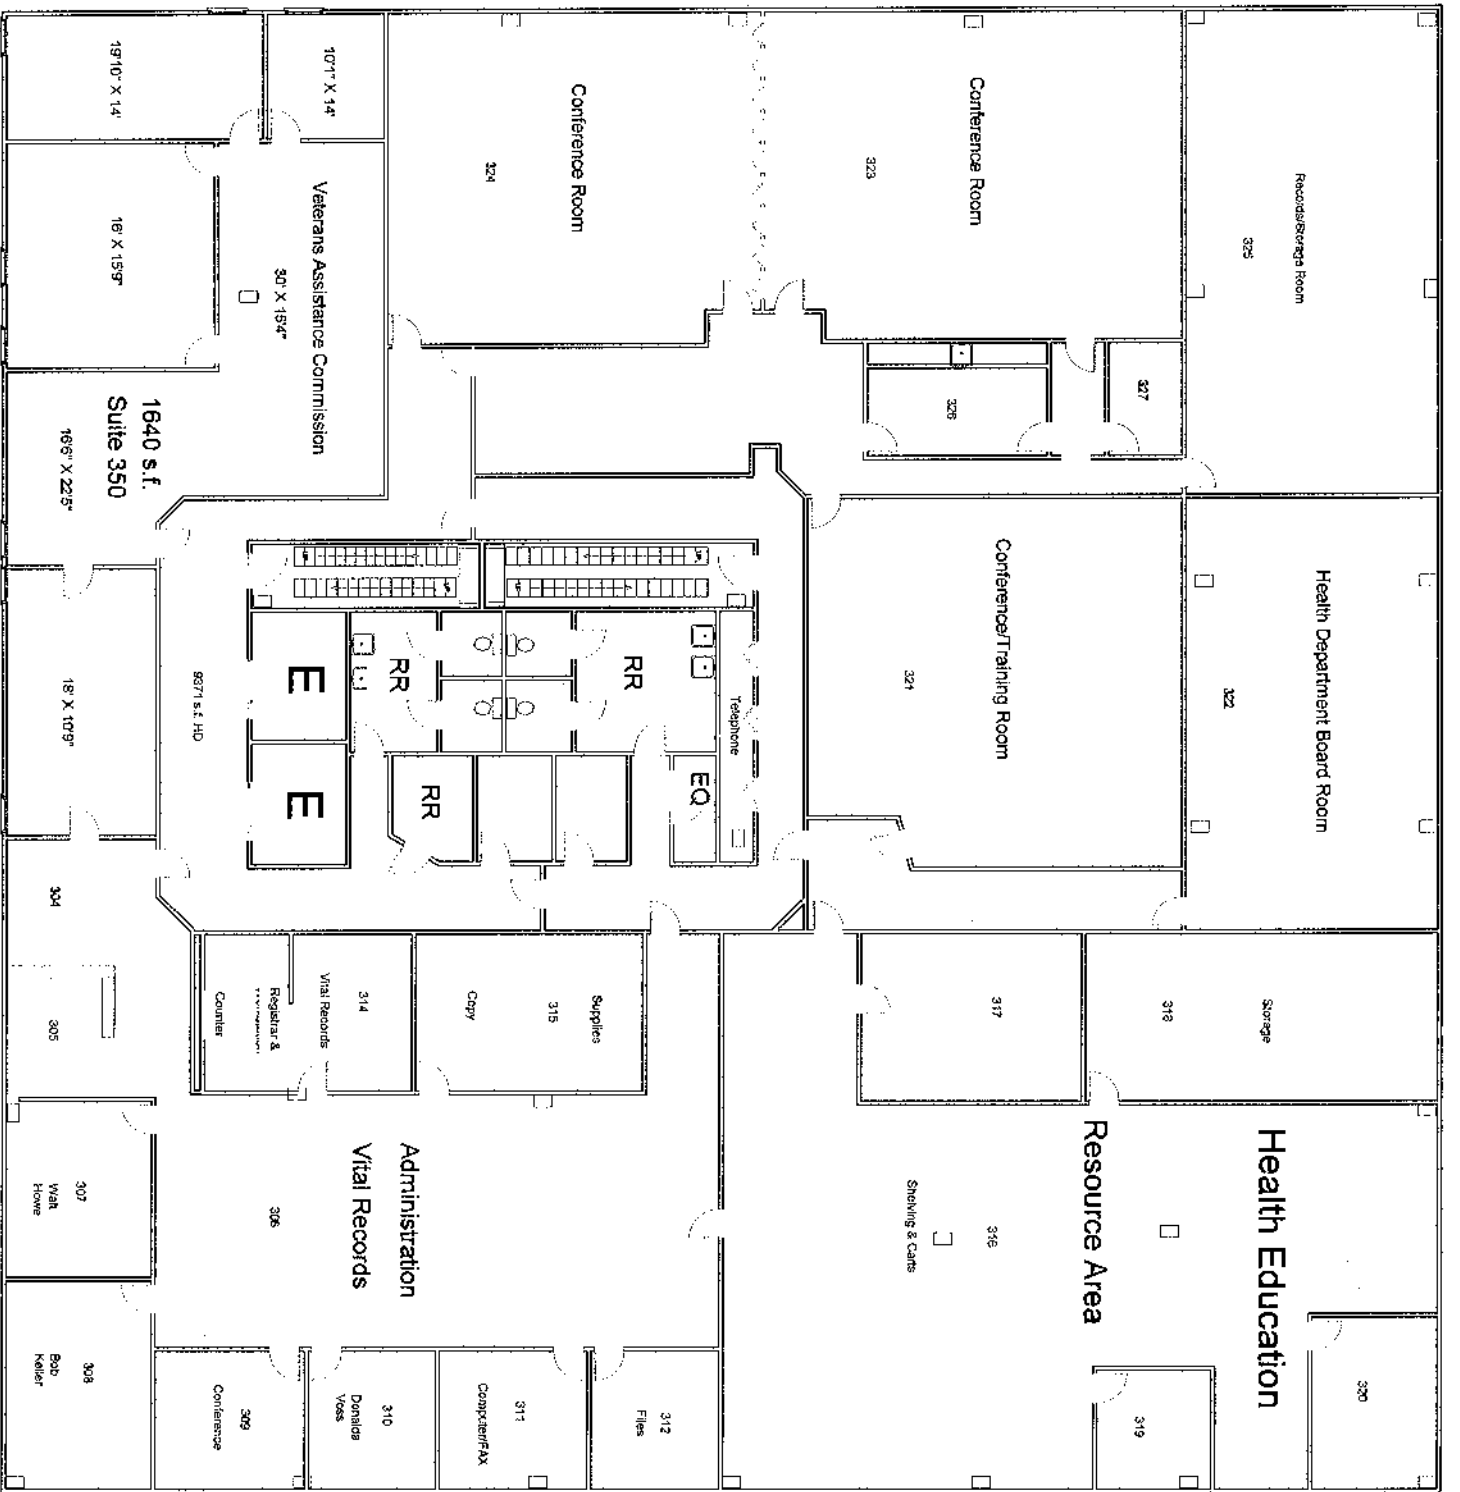 19'10" X 14'
10'1" X 14'
16' X 15'9"
Veterans Assistance Commission
30' X 15'4"
1640 s.f.
Suite 350
16'6" X 22'5"
18' X 10'9"
9371 s.f. HD
Conference Room
324
Conference Room
323
Records/Storage Room
325
326
327
Conference/Training Room
321
Health Department Board Room
322
E
E
RR
RR
RR
EQ
Telephone
UP
UP
304
305
Counter
Registrar &
Vital Records
314
Copy
315
Supplies
317
318
Storage
Administration
Vital Records
306
307
Walt
Howe
308
Bob
Keller
309
Conference
310
Donalda
Voss
311
Computer/FAX
312
Files
Health Education
Resource Area
316
Shelving & Carts
319
320